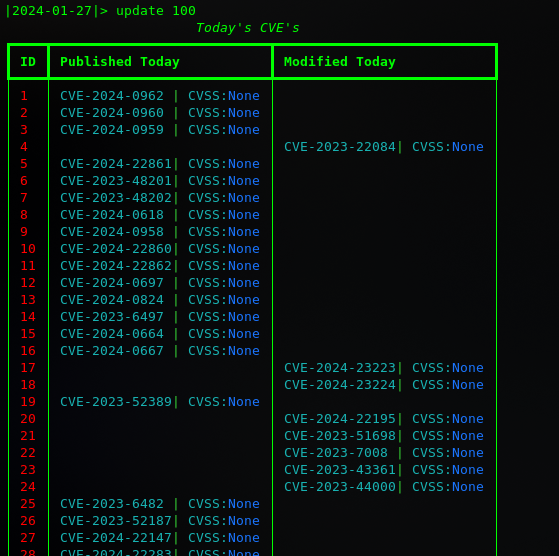 |2024-01-27|> update 100
Today's CVE's
ID Published Today Modified Today
1 CVE-2024-0962 | CVSS:None
2 CVE-2024-0960 | CVSS:None
3 CVE-2024-0959 | CVSS:None
4 CVE-2023-22084| CVSS:None
5 CVE-2024-22861| CVSS:None
6 CVE-2023-48201| CVSS:None
7 CVE-2023-48202| CVSS:None
8 CVE-2024-0618 | CVSS:None
9 CVE-2024-0958 | CVSS:None
10 CVE-2024-22860| CVSS:None
11 CVE-2024-22862| CVSS:None
12 CVE-2024-0697 | CVSS:None
13 CVE-2024-0824 | CVSS:None
14 CVE-2023-6497 | CVSS:None
15 CVE-2024-0664 | CVSS:None
16 CVE-2024-0667 | CVSS:None
17 CVE-2024-23223| CVSS:None
18 CVE-2024-23224| CVSS:None
19 CVE-2023-52389| CVSS:None
20 CVE-2024-22195| CVSS:None
21 CVE-2023-51698| CVSS:None
22 CVE-2023-7008 | CVSS:None
23 CVE-2023-43361| CVSS:None
24 CVE-2023-44000| CVSS:None
25 CVE-2023-6482 | CVSS:None
26 CVE-2023-52187| CVSS:None
27 CVE-2024-22147| CVSS:None
28 CVE-2024-22283| CVSS:None